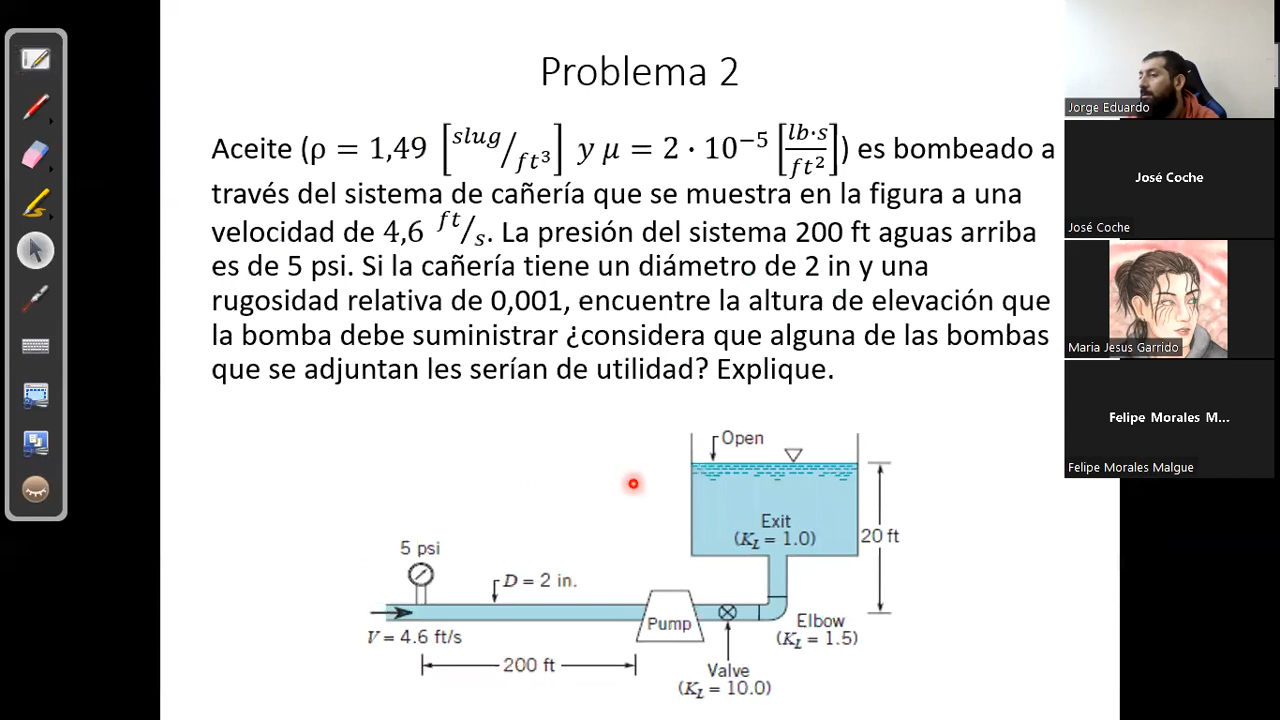 Problema 2
Aceite (ρ = 1,49 [slug/ft³] y μ = 2 · 10⁻⁵ [lb·s/ft²]) es bombeado a
través del sistema de cañería que se muestra en la figura a una
velocidad de 4,6 ft/s. La presión del sistema 200 ft aguas arriba
es de 5 psi. Si la cañería tiene un diámetro de 2 in y una
rugosidad relativa de 0,001, encuentre la altura de elevación que
la bomba debe suministrar ¿considera que alguna de las bombas
que se adjuntan les serían de utilidad? Explique.
Open
Exit
(K_L = 1.0)
20 ft
5 psi
D = 2 in.
Pump
V = 4.6 ft/s
Elbow
(K_L = 1.5)
200 ft
Valve
(K_L = 10.0)
Jorge Eduardo
José Coche
José Coche
Maria Jesus Garrido
Felipe Morales M...
Felipe Morales Malgue